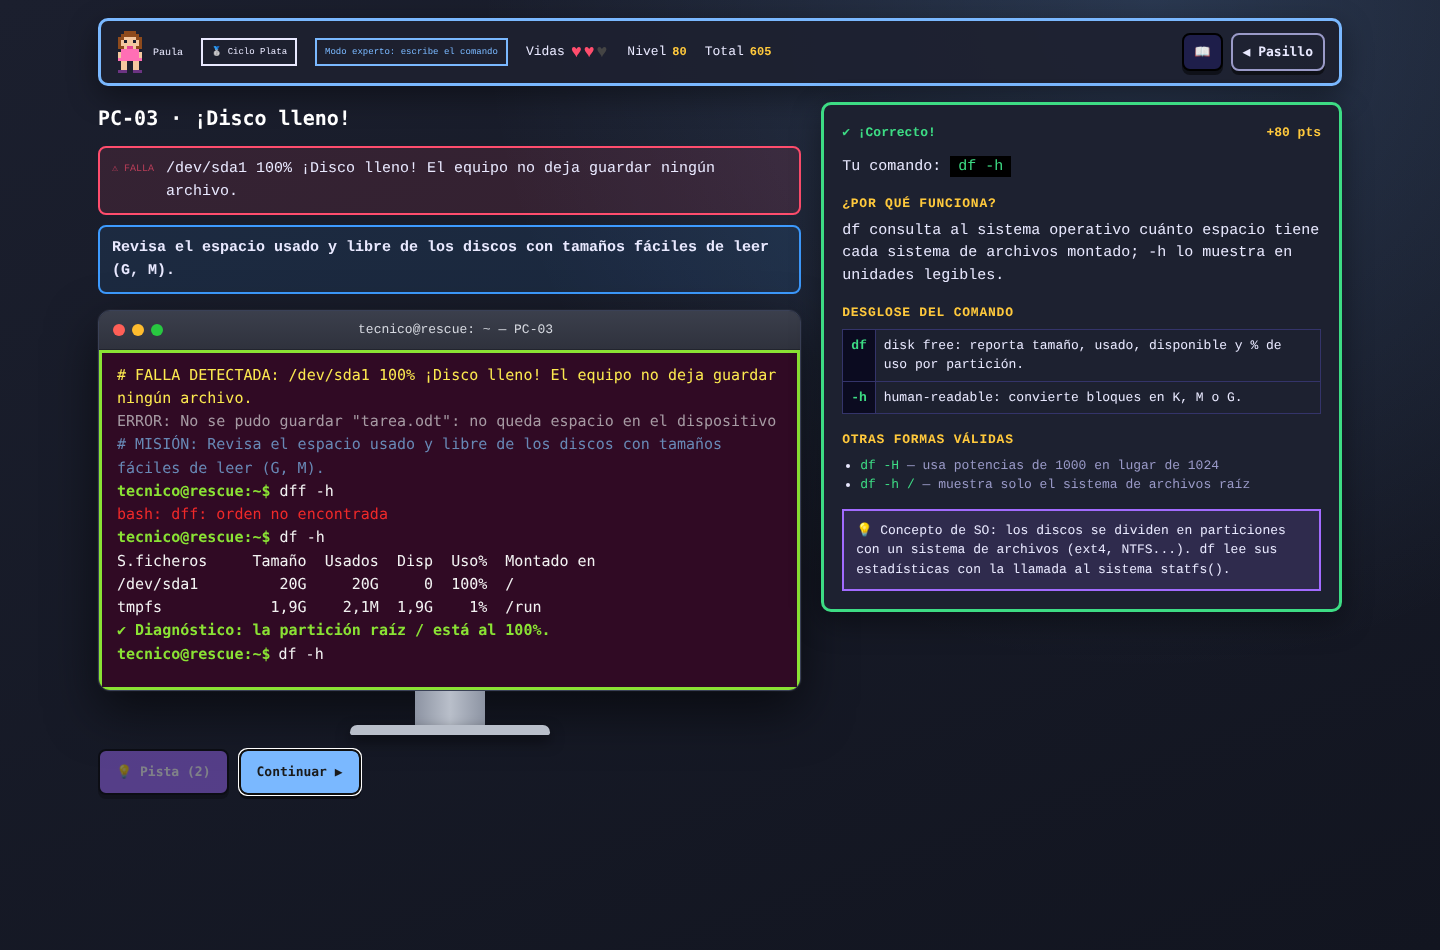 Paula
🥈 Ciclo Plata
Modo experto: escribe el comando
Vidas ♥♥♥
Nivel 80
Total 605
📖
◀ Pasillo
PC-03 · ¡Disco lleno!
⚠ FALLA
/dev/sda1 100% ¡Disco lleno! El equipo no deja guardar ningún
archivo.
Revisa el espacio usado y libre de los discos con tamaños fáciles de leer
(G, M).
tecnico@rescue: ~ — PC-03
# FALLA DETECTADA: /dev/sda1 100% ¡Disco lleno! El equipo no deja guardar
ningún archivo.
ERROR: No se pudo guardar "tarea.odt": no queda espacio en el dispositivo
# MISIÓN: Revisa el espacio usado y libre de los discos con tamaños
fáciles de leer (G, M).
tecnico@rescue:~$ dff -h
bash: dff: orden no encontrada
tecnico@rescue:~$ df -h
S.ficheros     Tamaño  Usados  Disp  Uso%  Montado en
/dev/sda1         20G     20G     0  100%  /
tmpfs            1,9G    2,1M  1,9G    1%  /run
✔ Diagnóstico: la partición raíz / está al 100%.
tecnico@rescue:~$ df -h
💡 Pista (2)
Continuar ▶
✔ ¡Correcto!
+80 pts
Tu comando: df -h
¿POR QUÉ FUNCIONA?
df consulta al sistema operativo cuánto espacio tiene
cada sistema de archivos montado; -h lo muestra en
unidades legibles.
DESGLOSE DEL COMANDO
df
disk free: reporta tamaño, usado, disponible y % de
uso por partición.
-h
human-readable: convierte bloques en K, M o G.
OTRAS FORMAS VÁLIDAS
• df -H — usa potencias de 1000 en lugar de 1024
• df -h / — muestra solo el sistema de archivos raíz
💡 Concepto de SO: los discos se dividen en particiones
con un sistema de archivos (ext4, NTFS...). df lee sus
estadísticas con la llamada al sistema statfs().